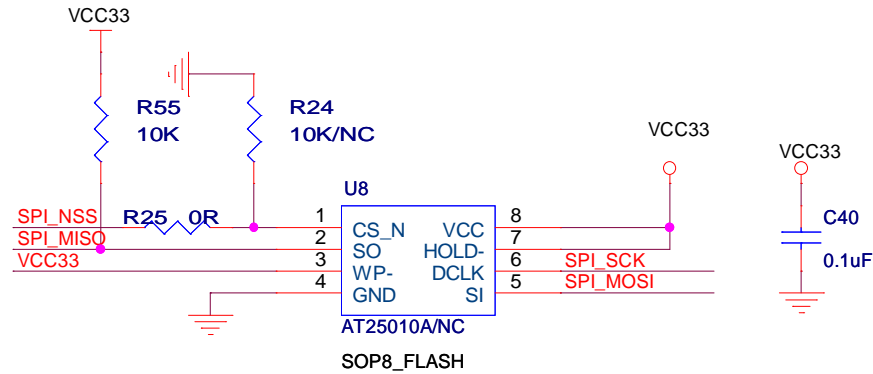 VCC33
R55
10K
R24
10K/NC
VCC33
VCC33
U8
SPI_NSS
R25 0R
1
CS_N
VCC
8
SPI_MISO
2
SO
HOLD-
7
VCC33
3
WP-
DCLK
6
SPI_SCK
4
GND
SI
5
SPI_MOSI
C40
0.1uF
AT25010A/NC
SOP8_FLASH